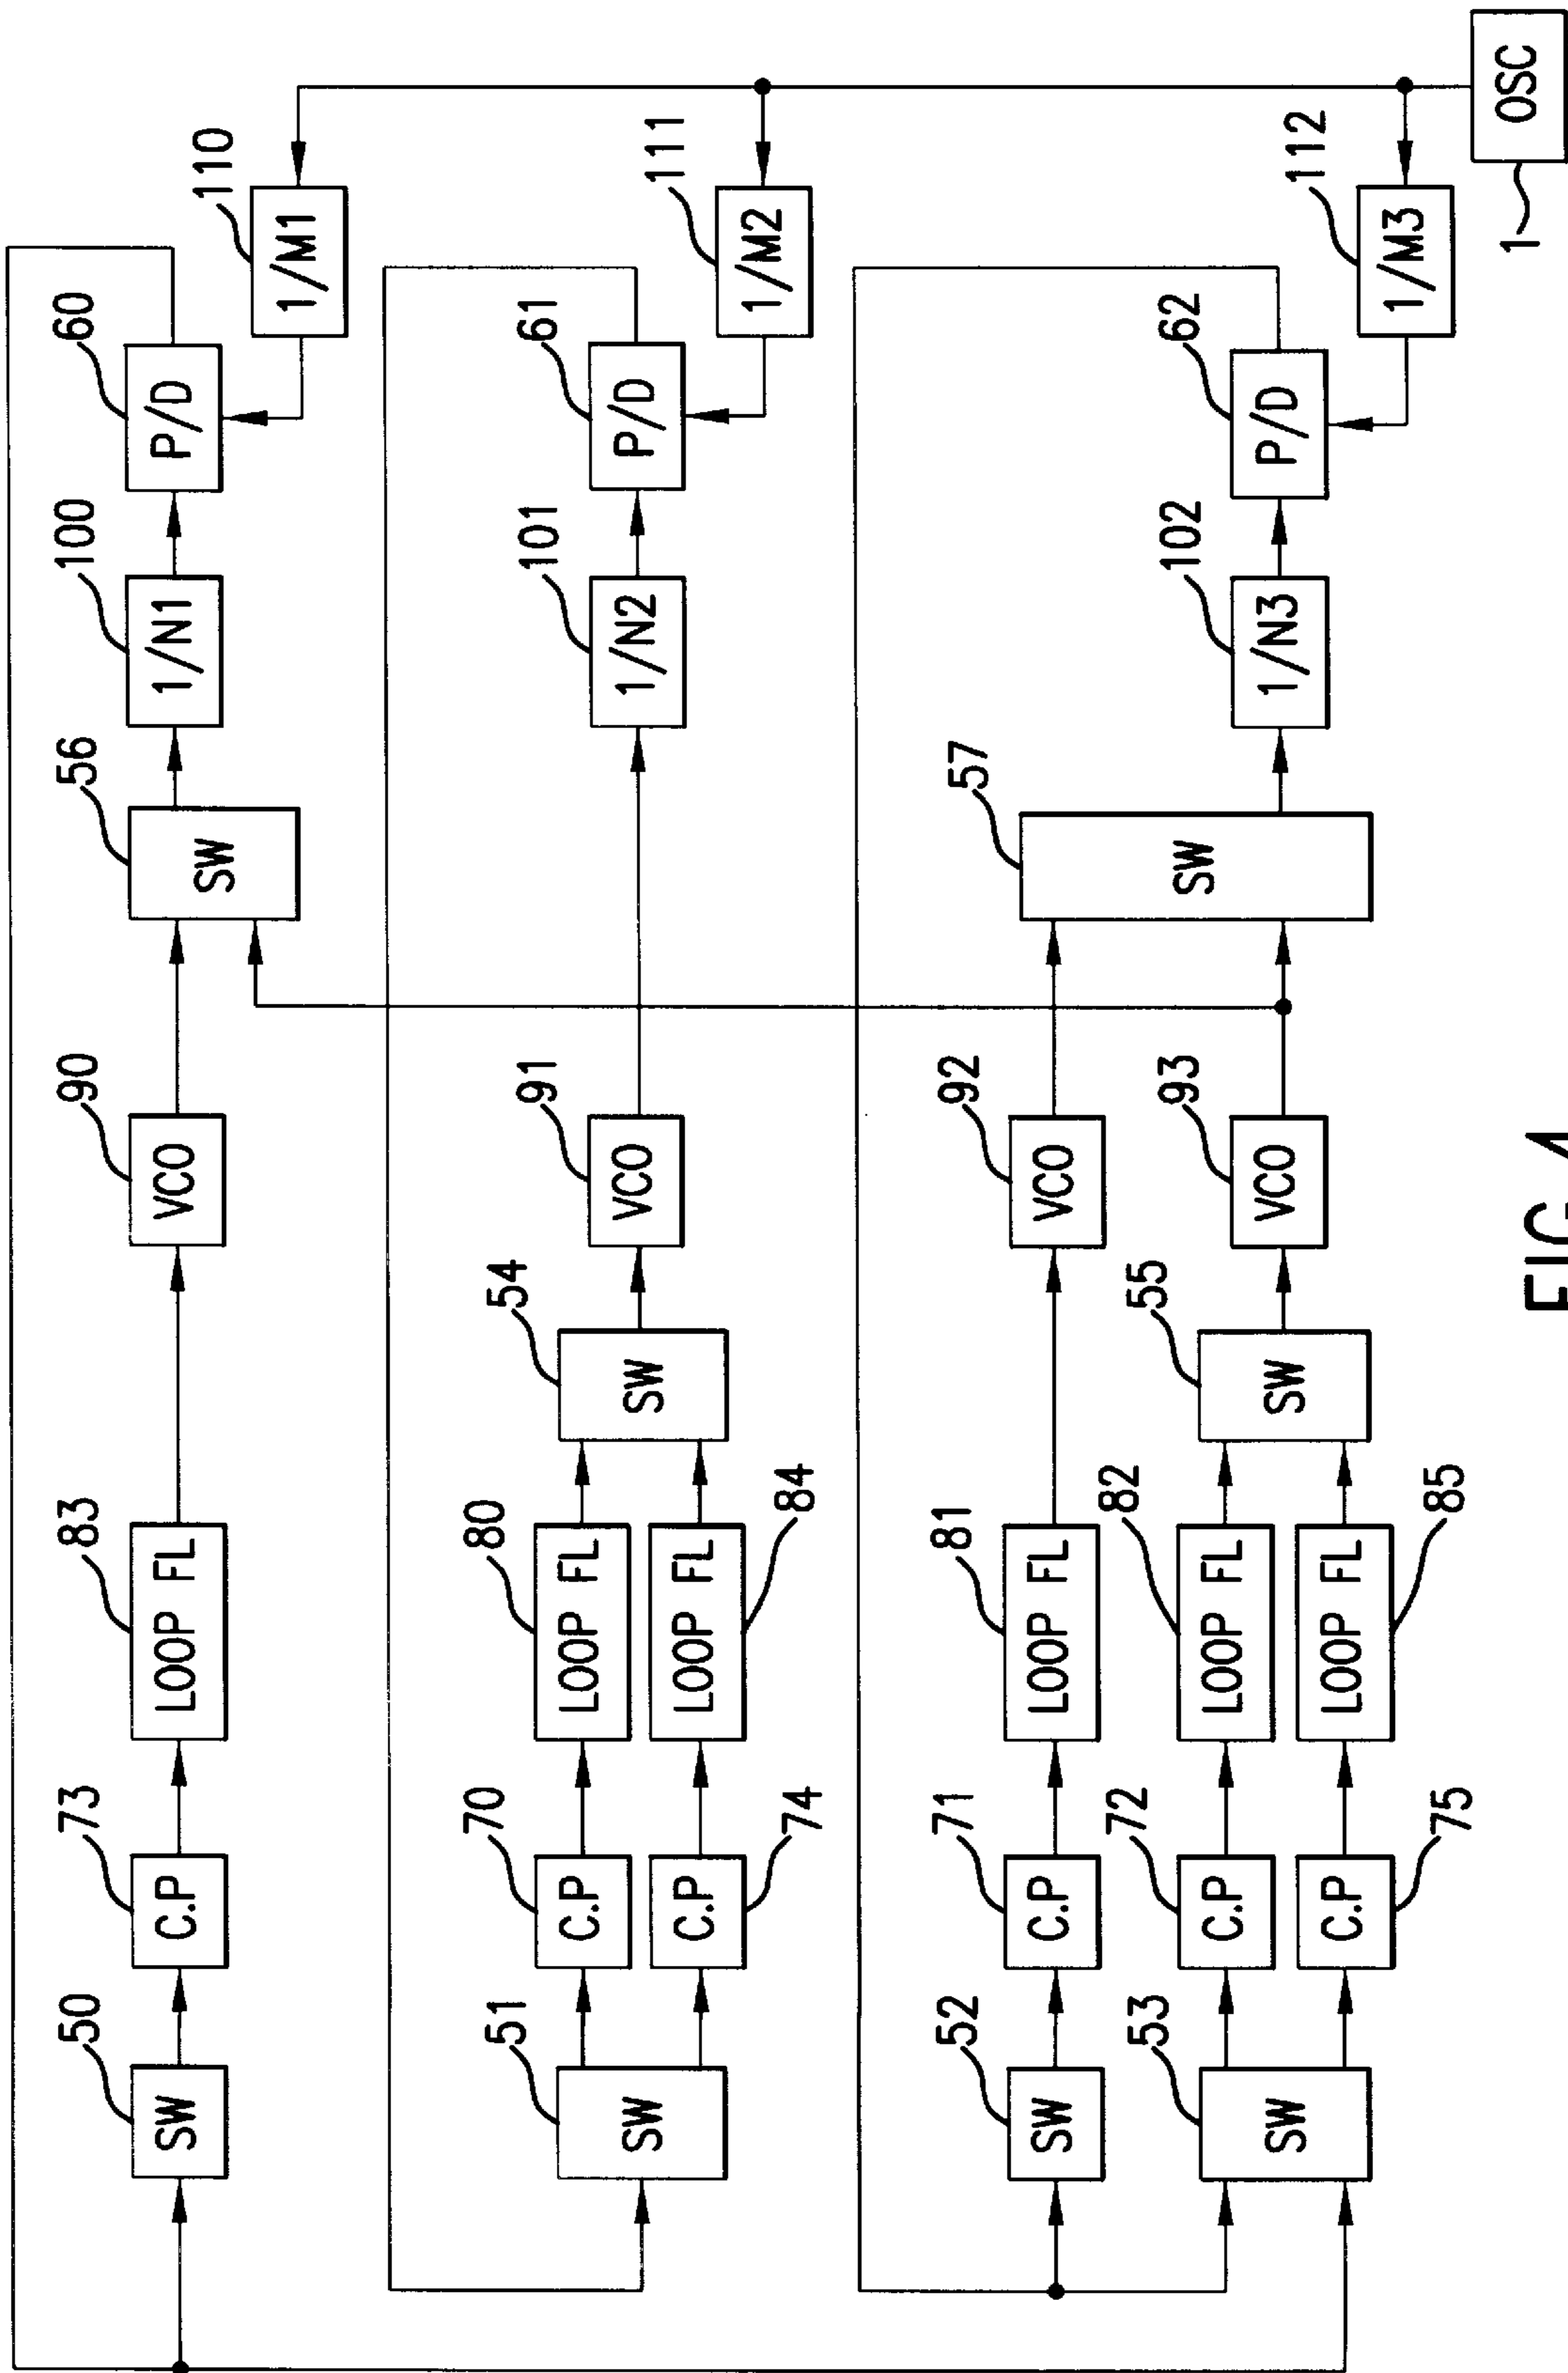 50
73
83
90
56
100
60
110
SW
C.P
LOOP FL
VCO
SW
1/N1
P/D
1/M1
51
70
80
54
91
101
61
111
SW
C.P
LOOP FL
SW
VCO
1/N2
P/D
1/M2
C.P
LOOP FL
74
84
52
71
81
92
57
SW
C.P
LOOP FL
VCO
53
72
82
55
93
102
62
112
SW
C.P
LOOP FL
SW
VCO
SW
1/N3
P/D
1/M3
C.P
LOOP FL
75
85
1
OSC
FIG.4